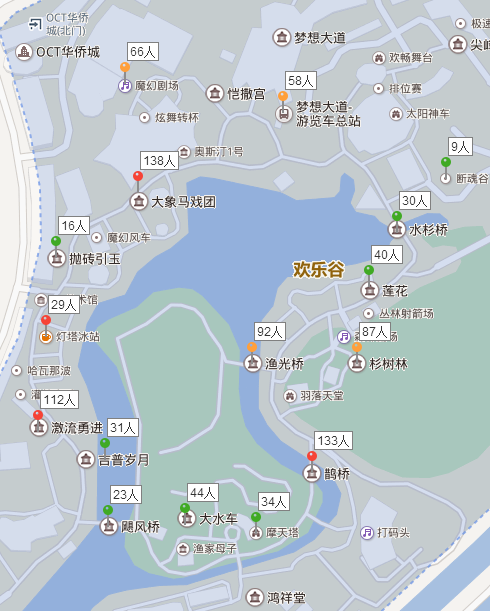 OCT华侨
城(北门)
OCT华侨城
66人
梦想大道
极速
尖峰
欢畅舞台
魔幻剧场
恺撒宫
58人
排位赛
梦想大道-
游览车总站
太阳神车
炫舞转杯
奥斯汀1号
138人
9人
断魂谷
大象马戏团
30人
水杉桥
16人
魔幻风车
抛砖引玉
欢乐谷
40人
莲花
29人
术馆
丛林射箭场
灯塔冰站
92人
87人
场
渔光桥
杉树林
哈瓦那波
羽落天堂
112人
激流勇进
31人
133人
吉普岁月
鹊桥
23人
44人
34人
飓风桥
大水车
摩天塔
打码头
渔家母子
鸿祥堂